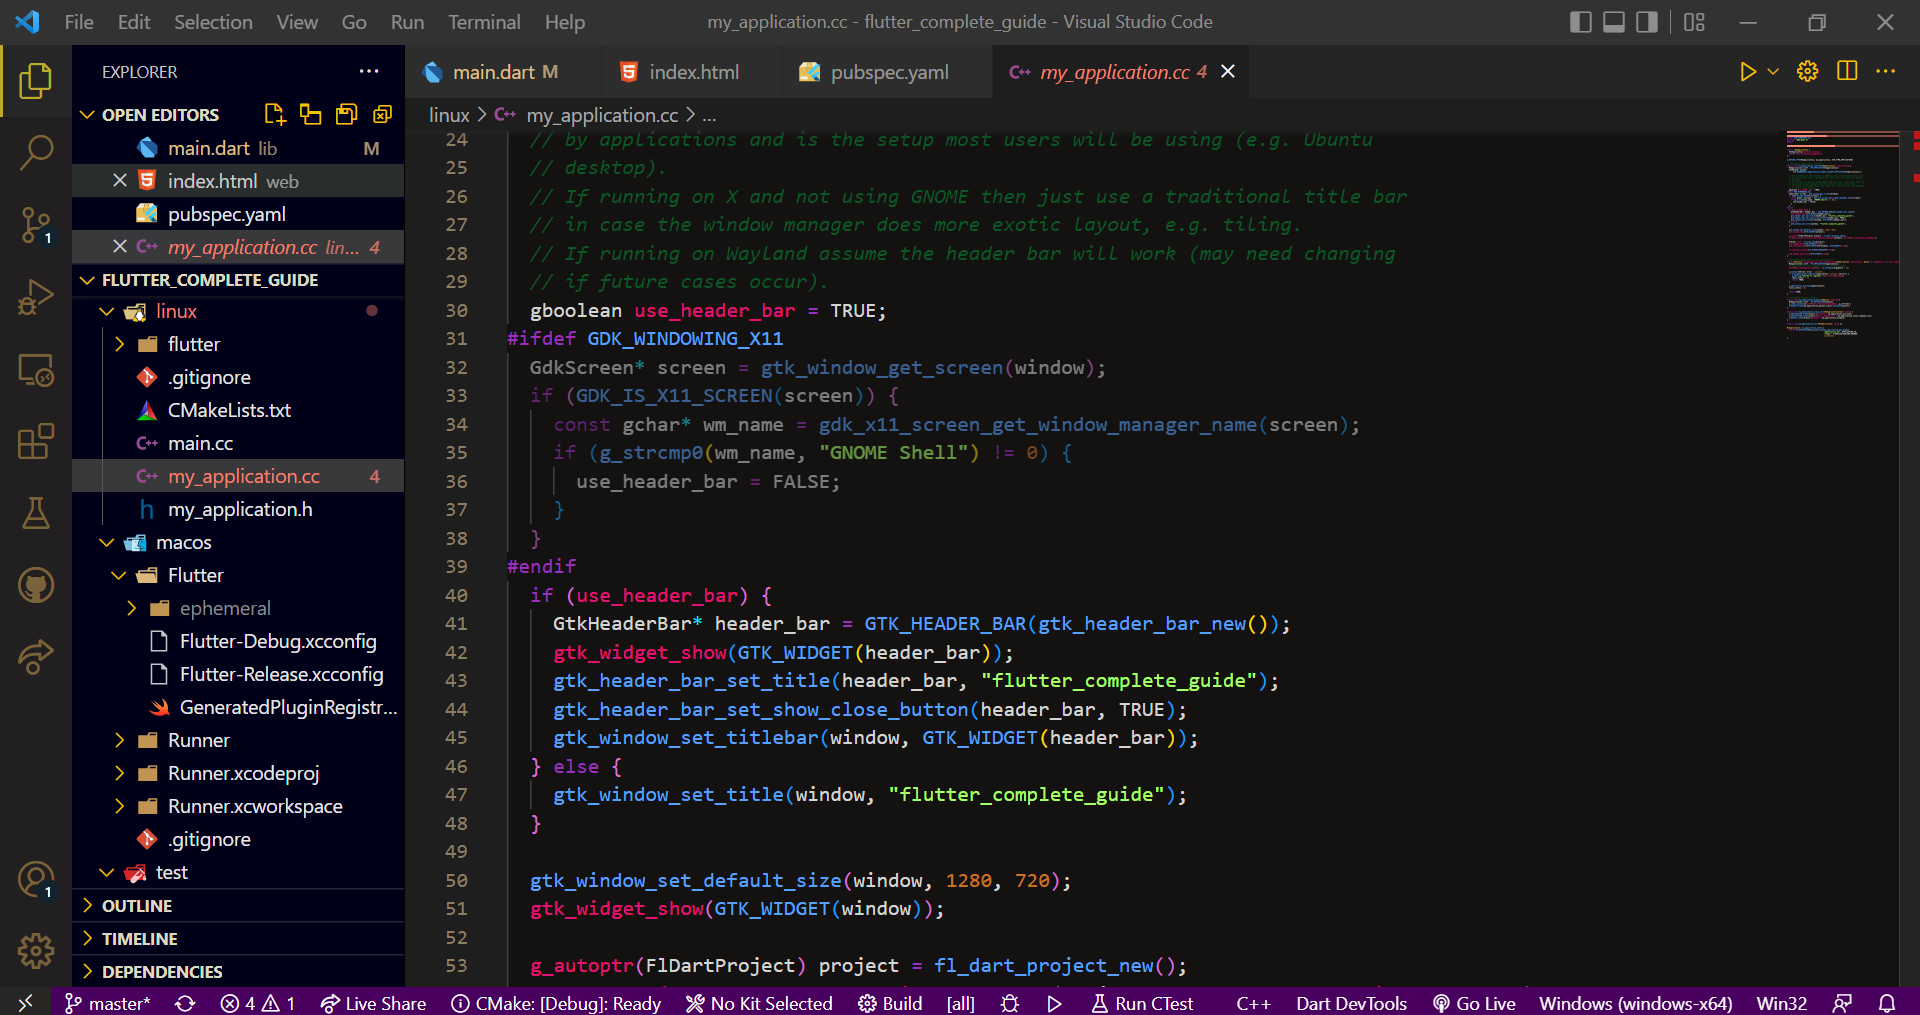 File Edit Selection View Go Run Terminal Help my_application.cc - flutter_complete_guide - Visual Studio Code
EXPLORER
OPEN EDITORS
main.dart lib M
index.html web
pubspec.yaml
my_application.cc lin... 4
FLUTTER_COMPLETE_GUIDE
linux
flutter
.gitignore
CMakeLists.txt
main.cc
my_application.cc 4
my_application.h
macos
Flutter
ephemeral
Flutter-Debug.xcconfig
Flutter-Release.xcconfig
GeneratedPluginRegistr...
Runner
Runner.xcodeproj
Runner.xcworkspace
.gitignore
test
OUTLINE
TIMELINE
DEPENDENCIES
1
1
main.dart M index.html pubspec.yaml my_application.cc 4
linux > my_application.cc > ...
24 // by applications and is the setup most users will be using (e.g. Ubuntu
25 // desktop).
26 // If running on X and not using GNOME then just use a traditional title bar
27 // in case the window manager does more exotic layout, e.g. tiling.
28 // If running on Wayland assume the header bar will work (may need changing
29 // if future cases occur).
30 gboolean use_header_bar = TRUE;
31 #ifdef GDK_WINDOWING_X11
32 GdkScreen* screen = gtk_window_get_screen(window);
33 if (GDK_IS_X11_SCREEN(screen)) {
34 const gchar* wm_name = gdk_x11_screen_get_window_manager_name(screen);
35 if (g_strcmp0(wm_name, "GNOME Shell") != 0) {
36 use_header_bar = FALSE;
37 }
38 }
39 #endif
40 if (use_header_bar) {
41 GtkHeaderBar* header_bar = GTK_HEADER_BAR(gtk_header_bar_new());
42 gtk_widget_show(GTK_WIDGET(header_bar));
43 gtk_header_bar_set_title(header_bar, "flutter_complete_guide");
44 gtk_header_bar_set_show_close_button(header_bar, TRUE);
45 gtk_window_set_titlebar(window, GTK_WIDGET(header_bar));
46 } else {
47 gtk_window_set_title(window, "flutter_complete_guide");
48 }
49
50 gtk_window_set_default_size(window, 1280, 720);
51 gtk_widget_show(GTK_WIDGET(window));
52
53 g_autoptr(FlDartProject) project = fl_dart_project_new();
master* 4 1 Live Share CMake: [Debug]: Ready No Kit Selected Build [all] Run CTest C++ Dart DevTools Go Live Windows (windows-x64) Win32